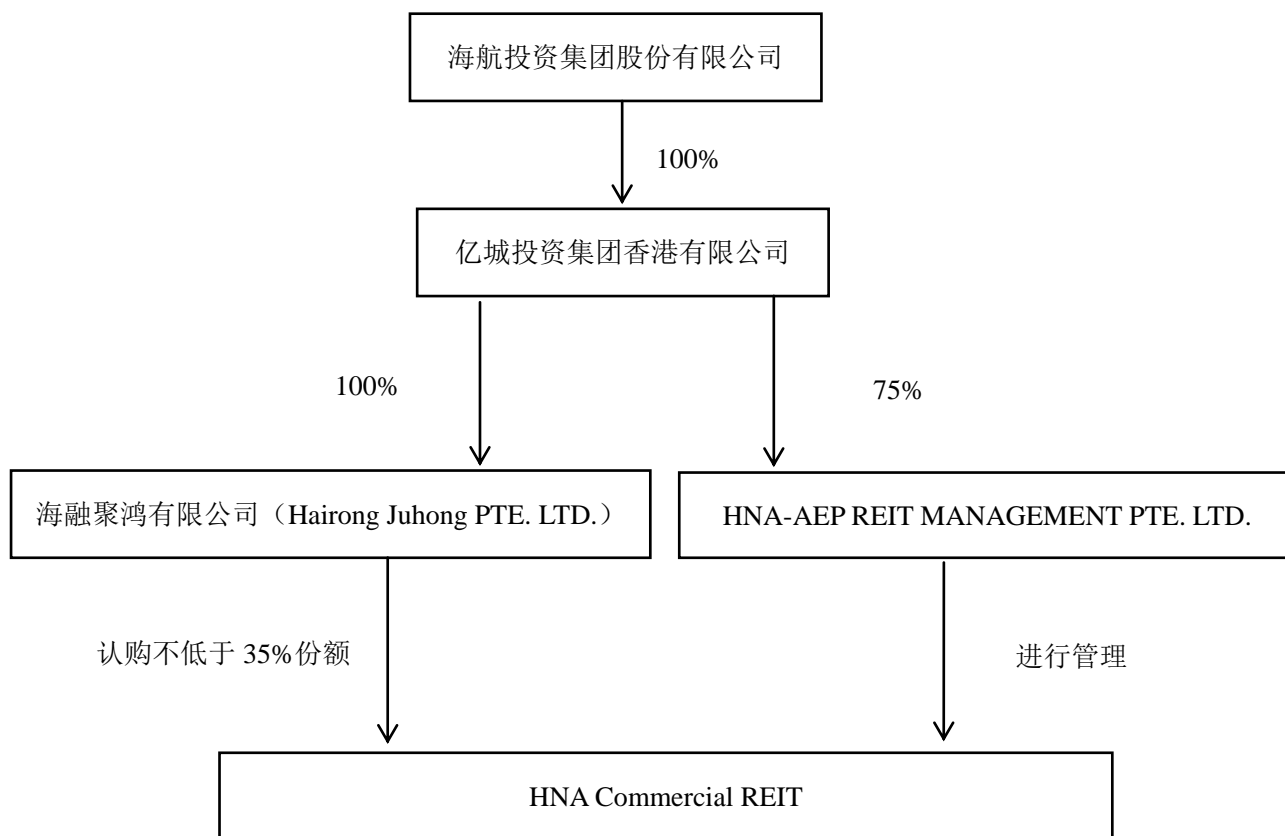 海航投资集团股份有限公司
100%
亿城投资集团香港有限公司
100%
75%
海融聚鸿有限公司（Hairong Juhong PTE. LTD.）
HNA-AEP REIT MANAGEMENT PTE. LTD.
认购不低于 35%份额
进行管理
HNA Commercial REIT